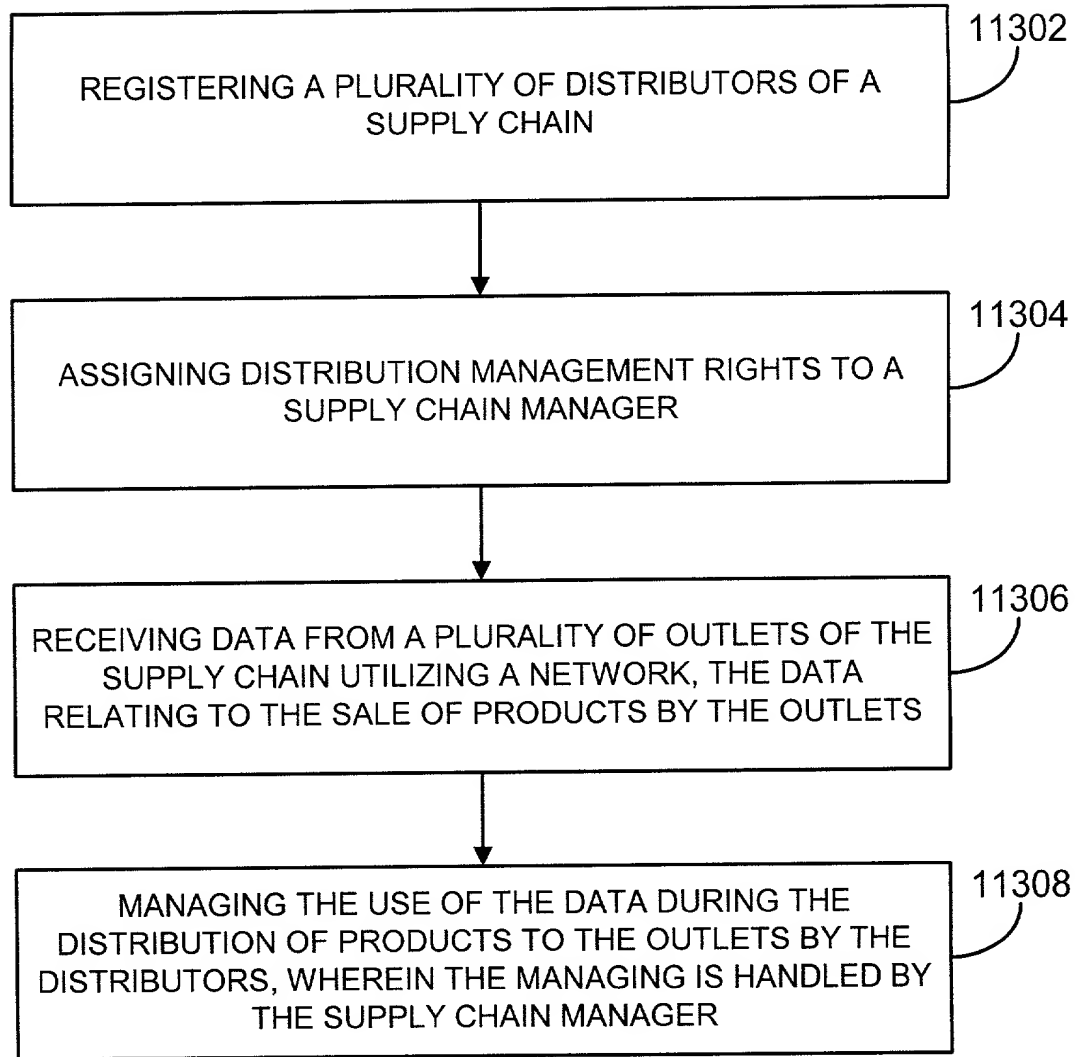 11302
REGISTERING A PLURALITY OF DISTRIBUTORS OF A
SUPPLY CHAIN
11304
ASSIGNING DISTRIBUTION MANAGEMENT RIGHTS TO A
SUPPLY CHAIN MANAGER
11306
RECEIVING DATA FROM A PLURALITY OF OUTLETS OF THE
SUPPLY CHAIN UTILIZING A NETWORK, THE DATA
RELATING TO THE SALE OF PRODUCTS BY THE OUTLETS
11308
MANAGING THE USE OF THE DATA DURING THE
DISTRIBUTION OF PRODUCTS TO THE OUTLETS BY THE
DISTRIBUTORS, WHEREIN THE MANAGING IS HANDLED BY
THE SUPPLY CHAIN MANAGER